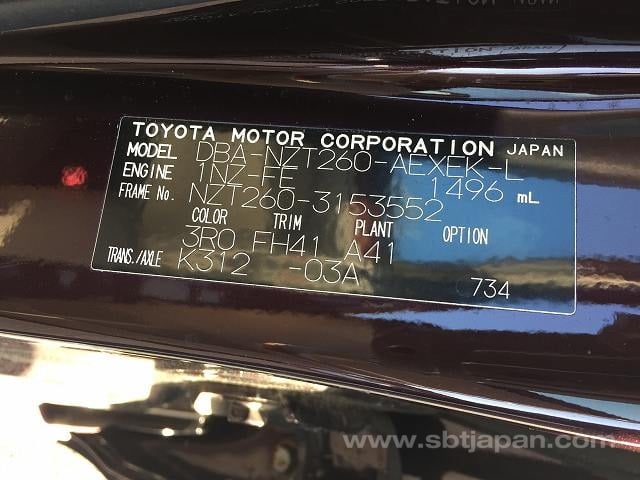 TOYOTA MOTOR CORPORATION JAPAN
MODEL DBA-NZT260-AEXEK-L
ENGINE 1NZ-FE 1496 mL
FRAME No. NZT260-3153552
COLOR TRIM PLANT OPTION
3R0 FH41 A41
TRANS./AXLE K312 -03A
734
www.sbtjapan.com